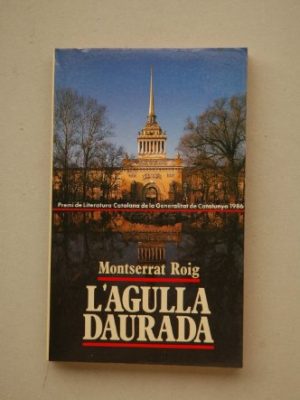 Premi de Literatura Catalana de la Generalitat de Catalunya 1986
Montserrat Roig
L'AGULLA
DAURADA